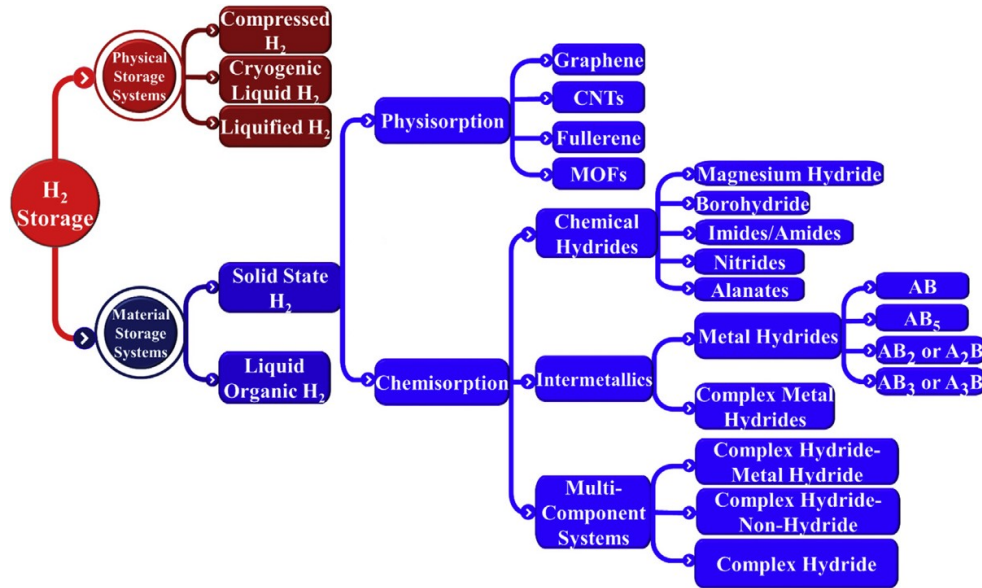 H₂
Storage
Physical
Storage
Systems
Compressed
H₂
Cryogenic
Liquid H₂
Liquified H₂
Material
Storage
Systems
Solid State
H₂
Liquid
Organic H₂
Physisorption
Graphene
CNTs
Fullerene
MOFs
Chemisorption
Chemical
Hydrides
Magnesium Hydride
Borohydride
Imides/Amides
Nitrides
Alanates
Intermetallics
Metal Hydrides
AB
AB₅
AB₂ or A₂B
AB₃ or A₃B
Complex Metal
Hydrides
Multi-
Component
Systems
Complex Hydride-
Metal Hydride
Complex Hydride-
Non-Hydride
Complex Hydride